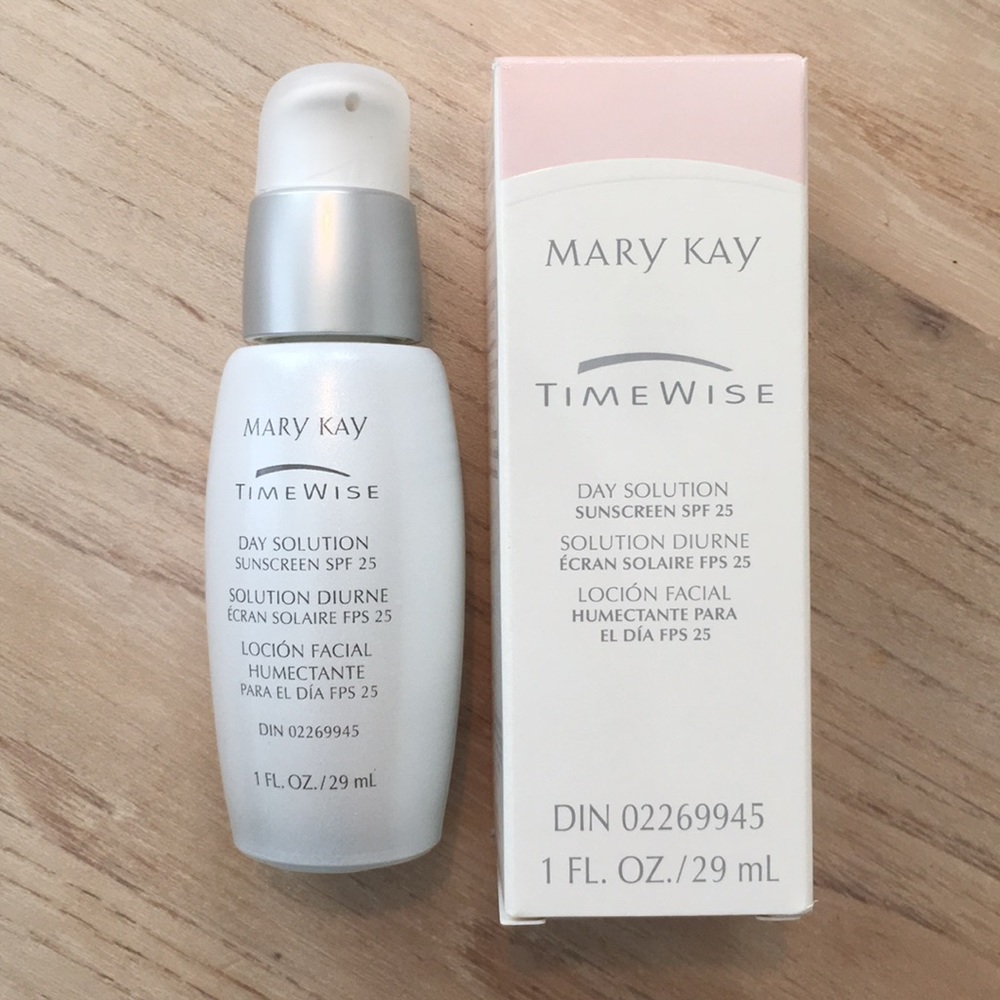 MARY KAY
TIMEWISE
DAY SOLUTION
SUNSCREEN SPF 25
SOLUTION DIURNE
ÉCRAN SOLAIRE FPS 25
LOCIÓN FACIAL
HUMECTANTE
PARA EL DÍA FPS 25
DIN 02269945
1 FL. OZ./29 mL
MARY KAY
TIMEWISE
DAY SOLUTION
SUNSCREEN SPF 25
SOLUTION DIURNE
ÉCRAN SOLAIRE FPS 25
LOCIÓN FACIAL
HUMECTANTE PARA
EL DÍA FPS 25
DIN 02269945
1 FL. OZ./29 mL